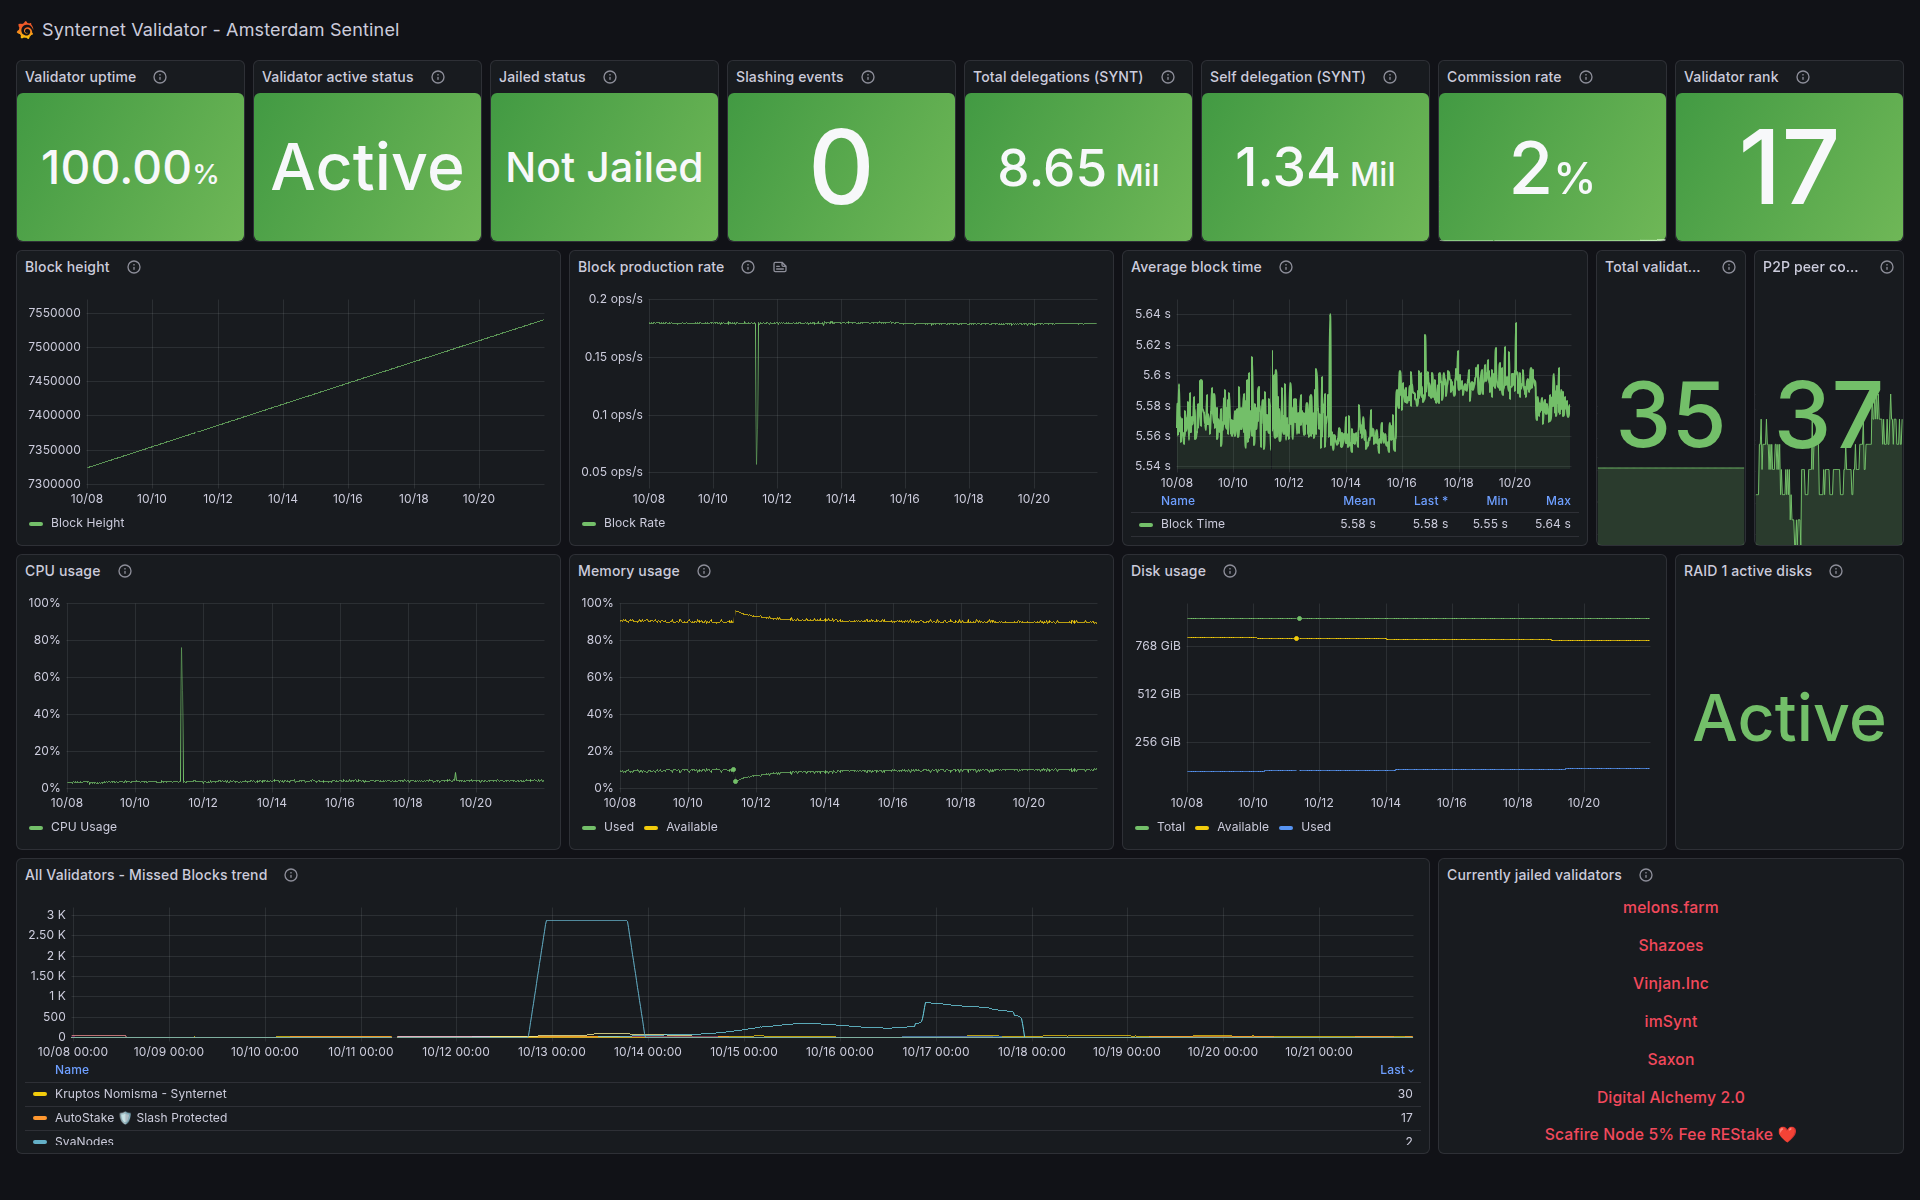 Synternet Validator - Amsterdam Sentinel
Validator uptime
100.00%
Validator active status
Active
Jailed status
Not Jailed
Slashing events
0
Total delegations (SYNT)
8.65 Mil
Self delegation (SYNT)
1.34 Mil
Commission rate
2%
Validator rank
17
Block height
7550000
7500000
7450000
7400000
7350000
7300000
10/08 10/10 10/12 10/14 10/16 10/18 10/20
Block Height
Block production rate
0.2 ops/s
0.15 ops/s
0.1 ops/s
0.05 ops/s
10/08 10/10 10/12 10/14 10/16 10/18 10/20
Block Rate
Average block time
5.64 s
5.62 s
5.6 s
5.58 s
5.56 s
5.54 s
10/08 10/10 10/12 10/14 10/16 10/18 10/20
Name Mean Last * Min Max
Block Time 5.58 s 5.58 s 5.55 s 5.64 s
Total validat...
35
P2P peer co...
37
CPU usage
100%
80%
60%
40%
20%
0%
10/08 10/10 10/12 10/14 10/16 10/18 10/20
CPU Usage
Memory usage
100%
80%
60%
40%
20%
0%
10/08 10/10 10/12 10/14 10/16 10/18 10/20
Used Available
Disk usage
768 GiB
512 GiB
256 GiB
10/08 10/10 10/12 10/14 10/16 10/18 10/20
Total Available Used
RAID 1 active disks
Active
All Validators - Missed Blocks trend
3 K
2.50 K
2 K
1.50 K
1 K
500
0
10/08 00:00 10/09 00:00 10/10 00:00 10/11 00:00 10/12 00:00 10/13 00:00 10/14 00:00 10/15 00:00 10/16 00:00 10/17 00:00 10/18 00:00 10/19 00:00 10/20 00:00 10/21 00:00
Name Last
Kruptos Nomisma - Synternet 30
AutoStake 🛡️ Slash Protected 17
SvaNodes 2
Currently jailed validators
melons.farm
Shazoes
Vinjan.Inc
imSynt
Saxon
Digital Alchemy 2.0
Scafire Node 5% Fee REStake ❤️